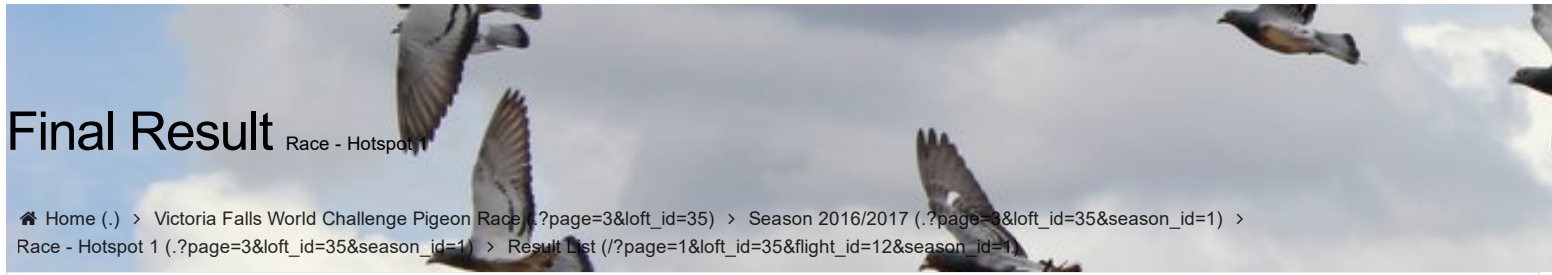 Final Result Race - Hotspot 1
Home (.) > Victoria Falls World Challenge Pigeon Race (.?page=3&loft_id=35) > Season 2016/2017 (.?page=3&loft_id=35&season_id=1) >
Race - Hotspot 1 (.?page=3&loft_id=35&season_id=1) > Result List (/?page=1&loft_id=35&flight_id=12&season_id=1)